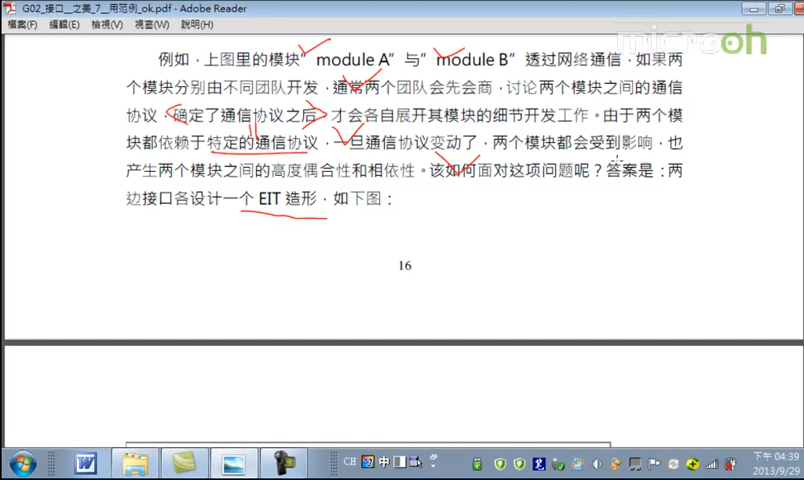 G02_接口__之美_7__用范例_ok.pdf - Adobe Reader
檔案(F) 編輯(E) 檢視(V) 視窗(W) 說明(H)
microoh
例如，上图里的模块“module A”与“module B”透过网络通信，如果两
个模块分别由不同团队开发，通常两个团队会先会商，讨论两个模块之间的通信
协议，确定了通信协议之后，才会各自展开其模块的细节开发工作。由于两个模
块都依赖于特定的通信协议，一旦通信协议变动了，两个模块都会受到影响，也
产生两个模块之间的高度偶合性和相依性。该如何面对这项问题呢？答案是：两
边接口各设计一个 EIT 造形，如下图：
16
CH 中
下午 04:39
2013/9/29